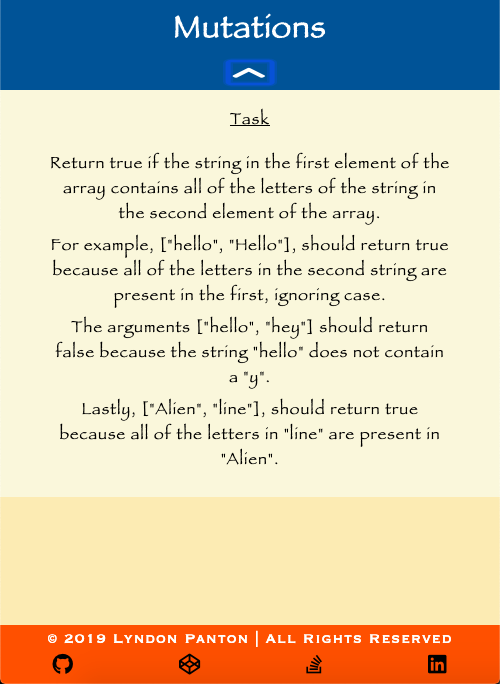 Mutations
Task
Return true if the string in the first element of the
array contains all of the letters of the string in
the second element of the array.
For example, ["hello", "Hello"], should return true
because all of the letters in the second string are
present in the first, ignoring case.
The arguments ["hello", "hey"] should return
false because the string "hello" does not contain
a "y".
Lastly, ["Alien", "line"], should return true
because all of the letters in "line" are present in
"Alien".
© 2019 Lyndon Panton | All Rights Reserved